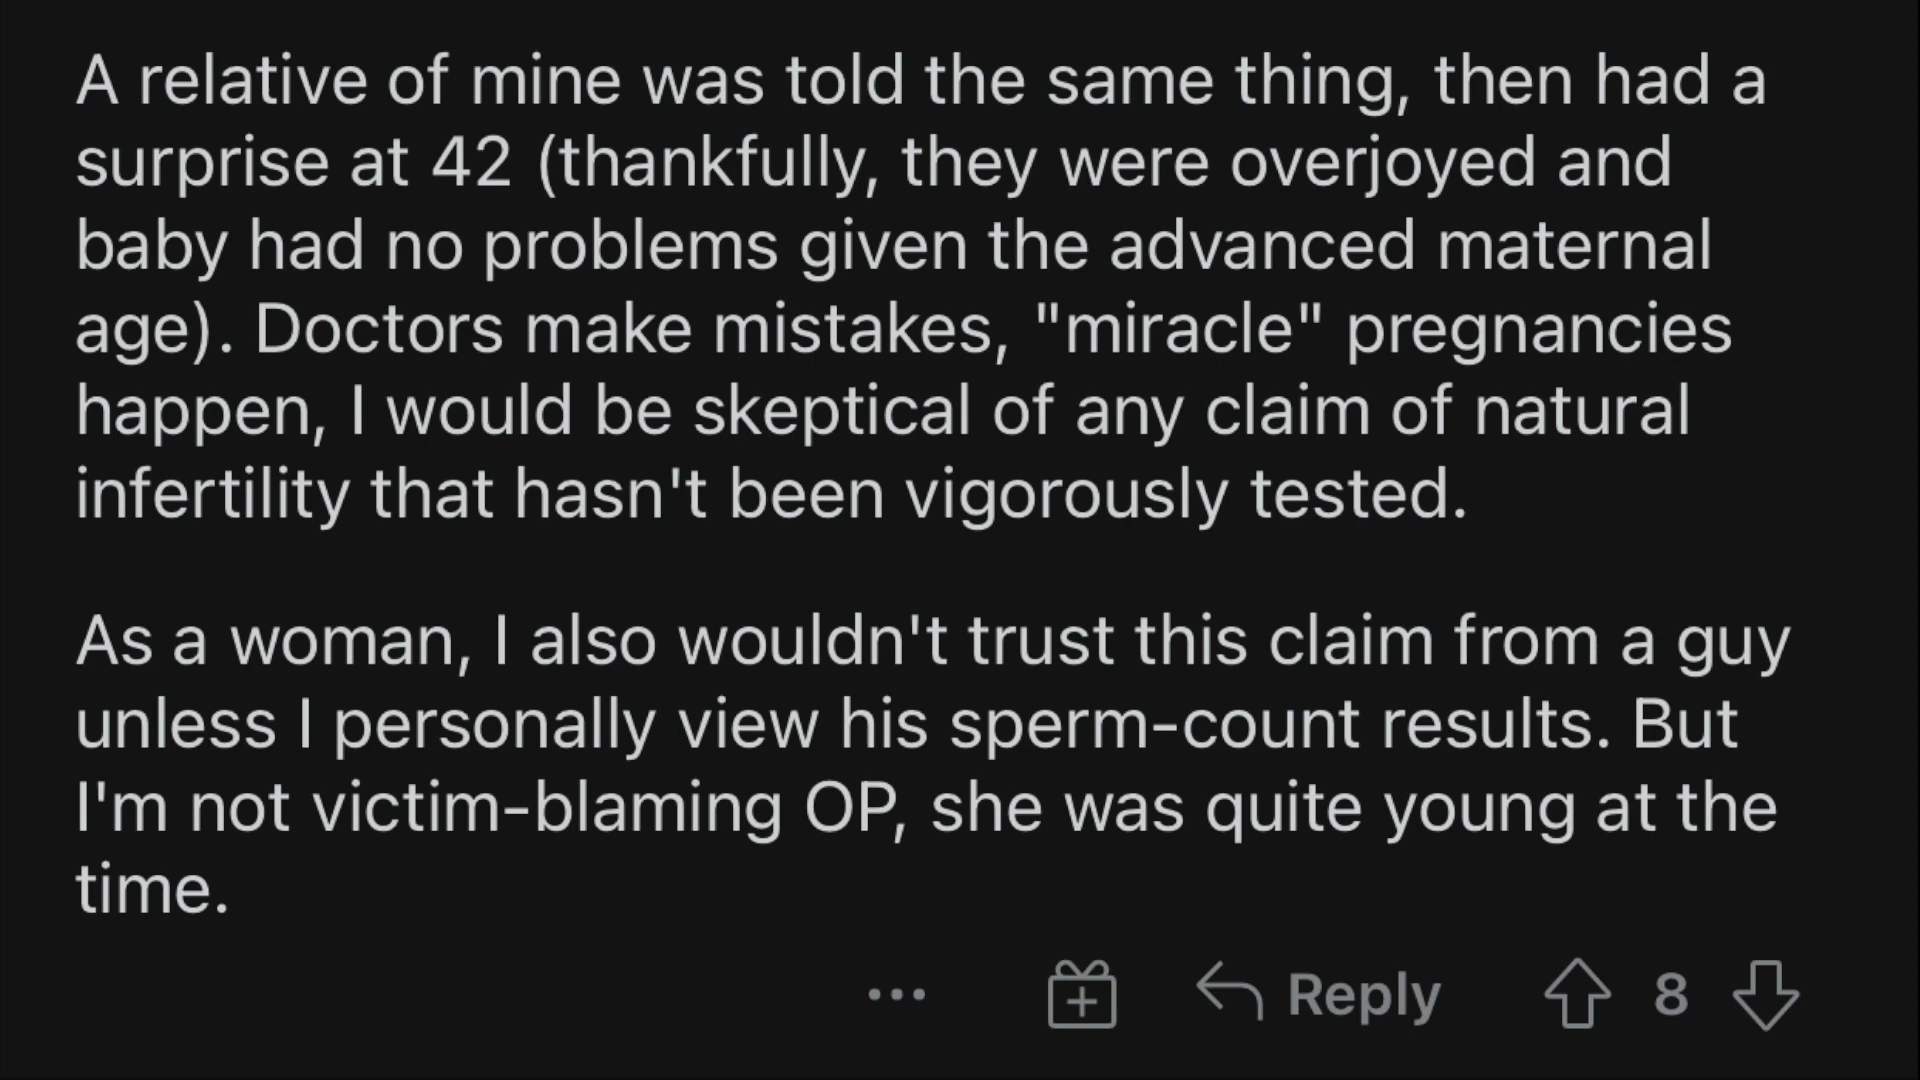 A relative of mine was told the same thing, then had a
surprise at 42 (thankfully, they were overjoyed and
baby had no problems given the advanced maternal
age). Doctors make mistakes, "miracle" pregnancies
happen, I would be skeptical of any claim of natural
infertility that hasn't been vigorously tested.
As a woman, I also wouldn't trust this claim from a guy
unless I personally view his sperm-count results. But
I'm not victim-blaming OP, she was quite young at the
time.
... Reply 8